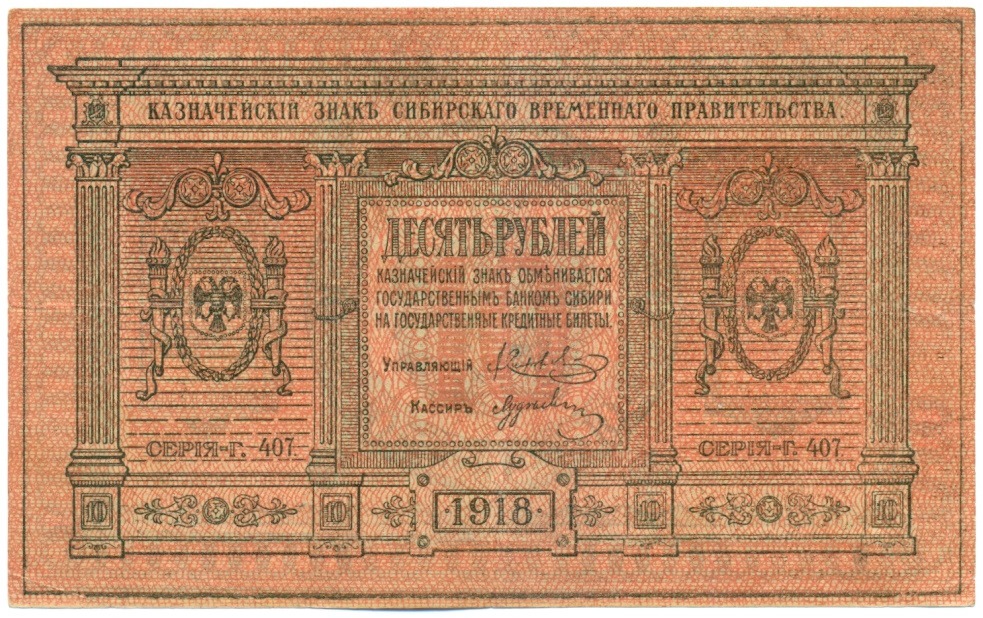 КАЗНАЧЕЙСКІЙ ЗНАКЪ СИБИРСКАГО ВРЕМЕННАГО ПРАВИТЕЛЬСТВА.
ДЕСЯТЬ РУБЛЕЙ
КАЗНАЧЕЙСКІЙ ЗНАКЪ ОБМѢНИВАЕТСЯ
ГОСУДАРСТВЕННЫМЪ БАНКОМЪ СИБИРИ
НА ГОСУДАРСТВЕННЫЕ КРЕДИТНЫЕ БИЛЕТЫ.
УПРАВЛЯЮЩІЙ
КАССИРЪ
СЕРІЯ-Г. 407.
СЕРІЯ-Г. 407.
10
10
·1918·
10
10